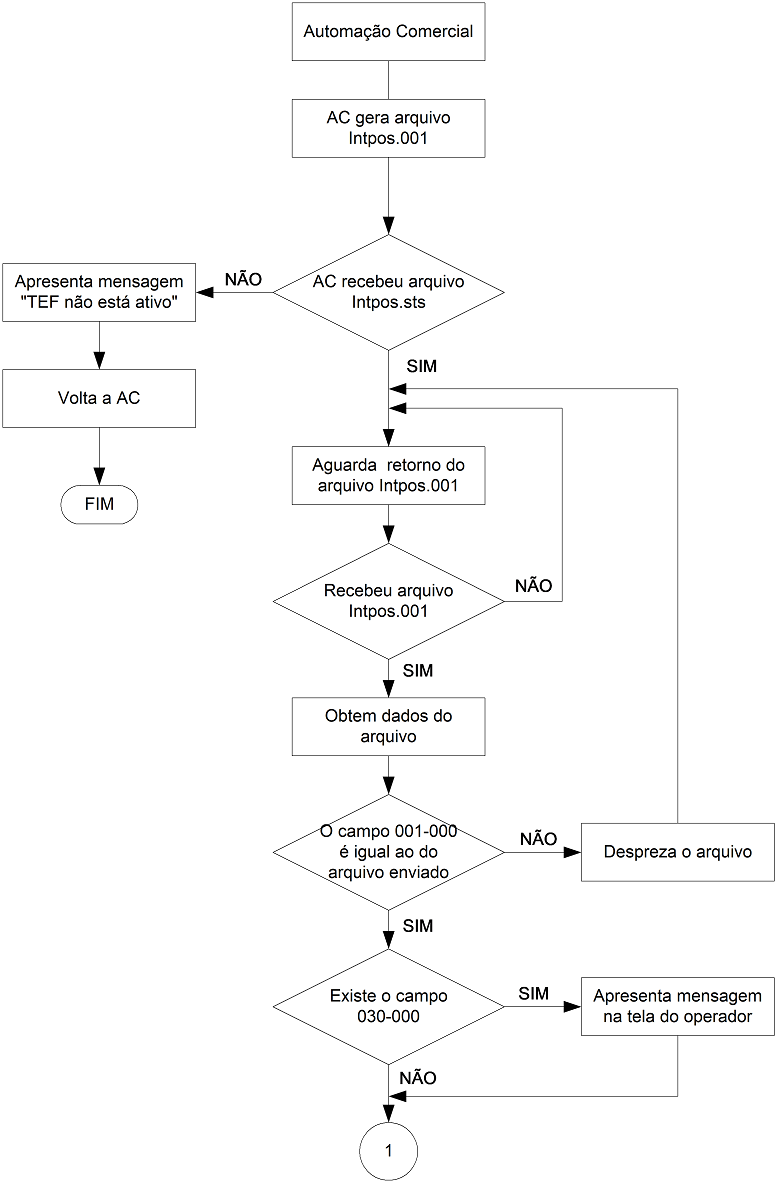 Automação Comercial
AC gera arquivo
Intpos.001
AC recebeu arquivo
Intpos.sts
NÃO
Apresenta mensagem
"TEF não está ativo"
Volta a AC
FIM
SIM
Aguarda retorno do
arquivo Intpos.001
Recebeu arquivo
Intpos.001
NÃO
SIM
Obtem dados do
arquivo
O campo 001-000
é igual ao do
arquivo enviado
NÃO
Despreza o arquivo
SIM
Existe o campo
030-000
SIM
Apresenta mensagem
na tela do operador
NÃO
1